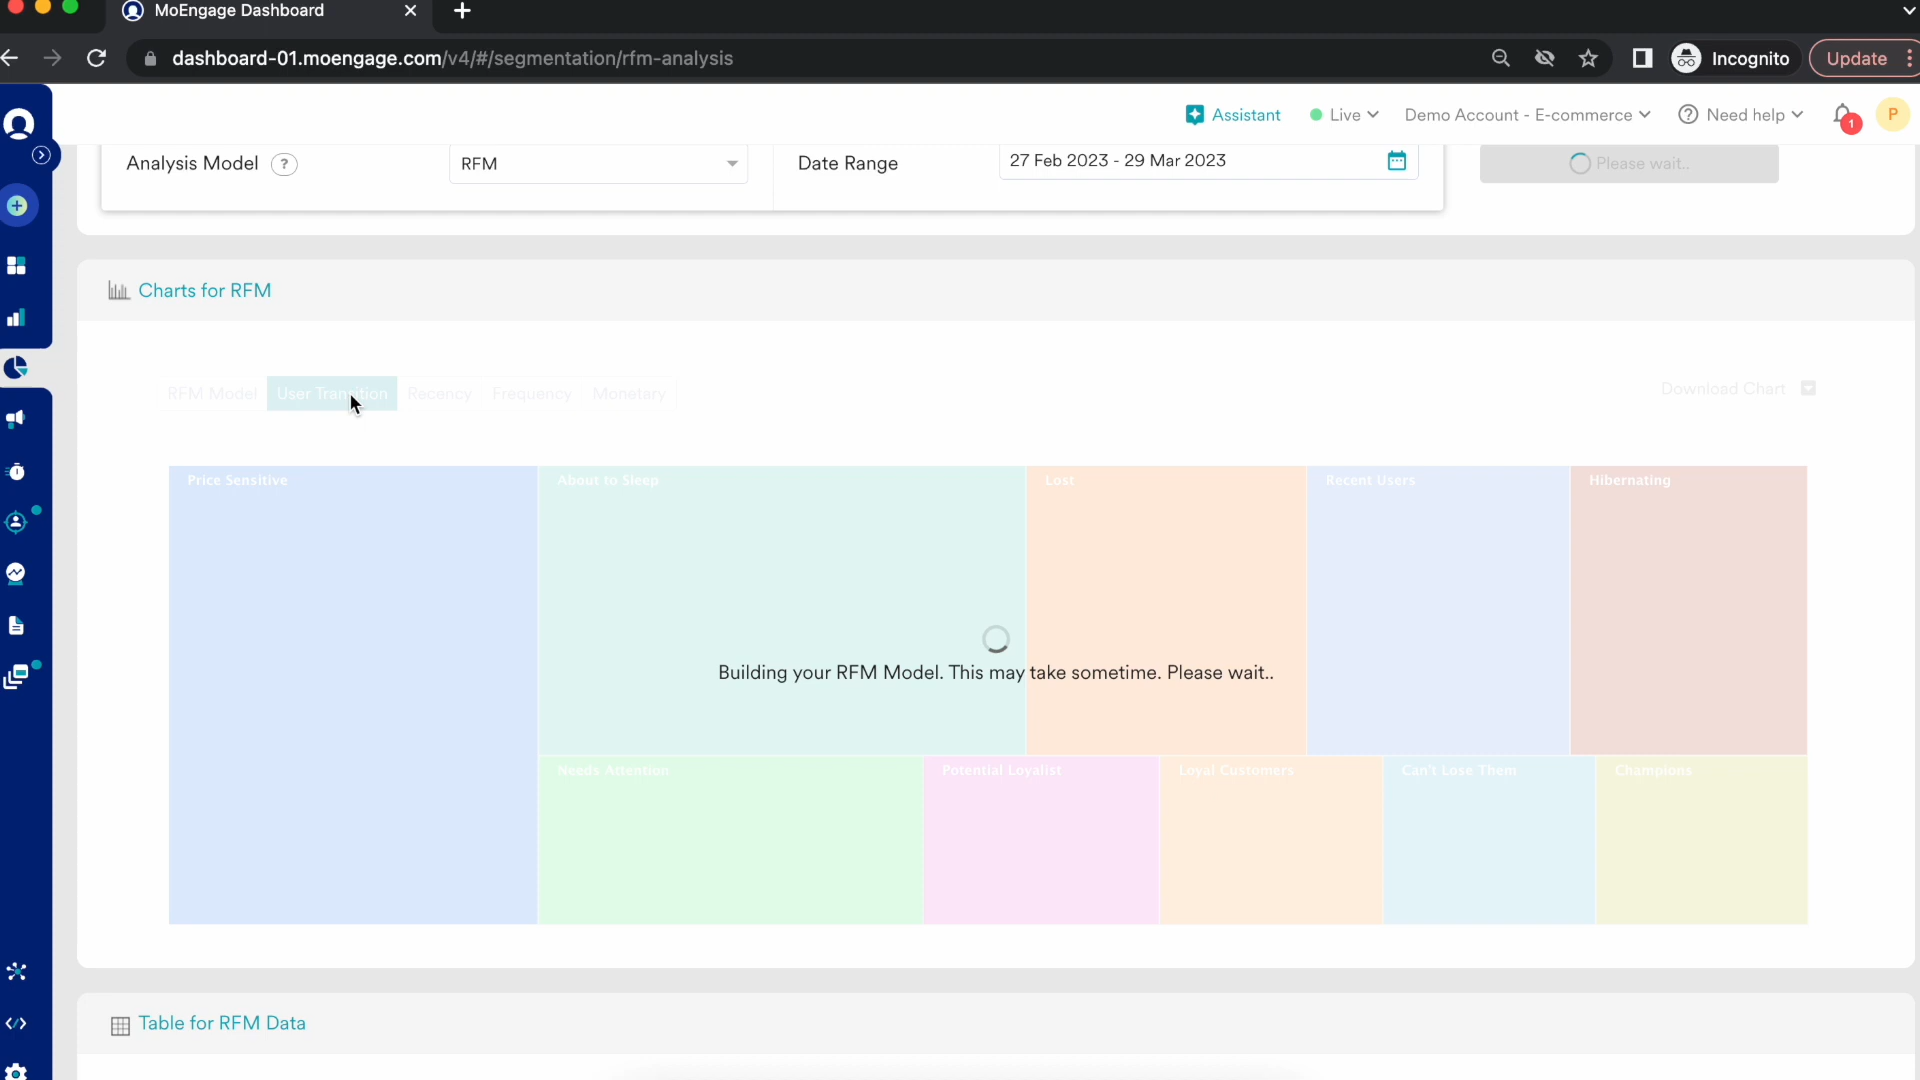 MoEngage Dashboard
dashboard-01.moengage.com/v4/#/segmentation/rfm-analysis
Incognito
Update
Assistant
Live
Demo Account - E-commerce
Need help
1
P
Analysis Model ?
RFM
Date Range
27 Feb 2023 - 29 Mar 2023
Please wait..
Charts for RFM
RFM Model
User Transition
Recency
Frequency
Monetary
Download Chart
Price Sensitive
About to Sleep
Lost
Recent Users
Hibernating
Building your RFM Model. This may take sometime. Please wait..
Needs Attention
Potential Loyalist
Loyal Customers
Can't Lose Them
Champions
Table for RFM Data